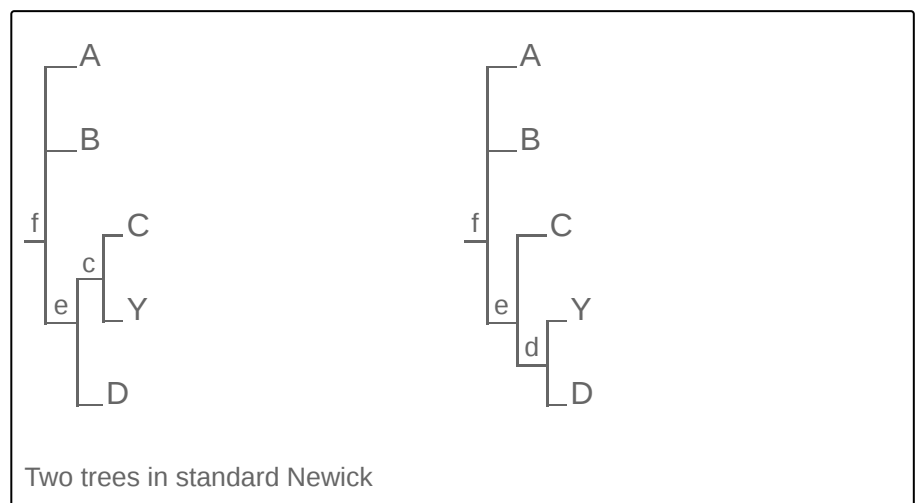 A A
B B
f f
C C
c
e Y e Y
d
D D
Two trees in standard Newick